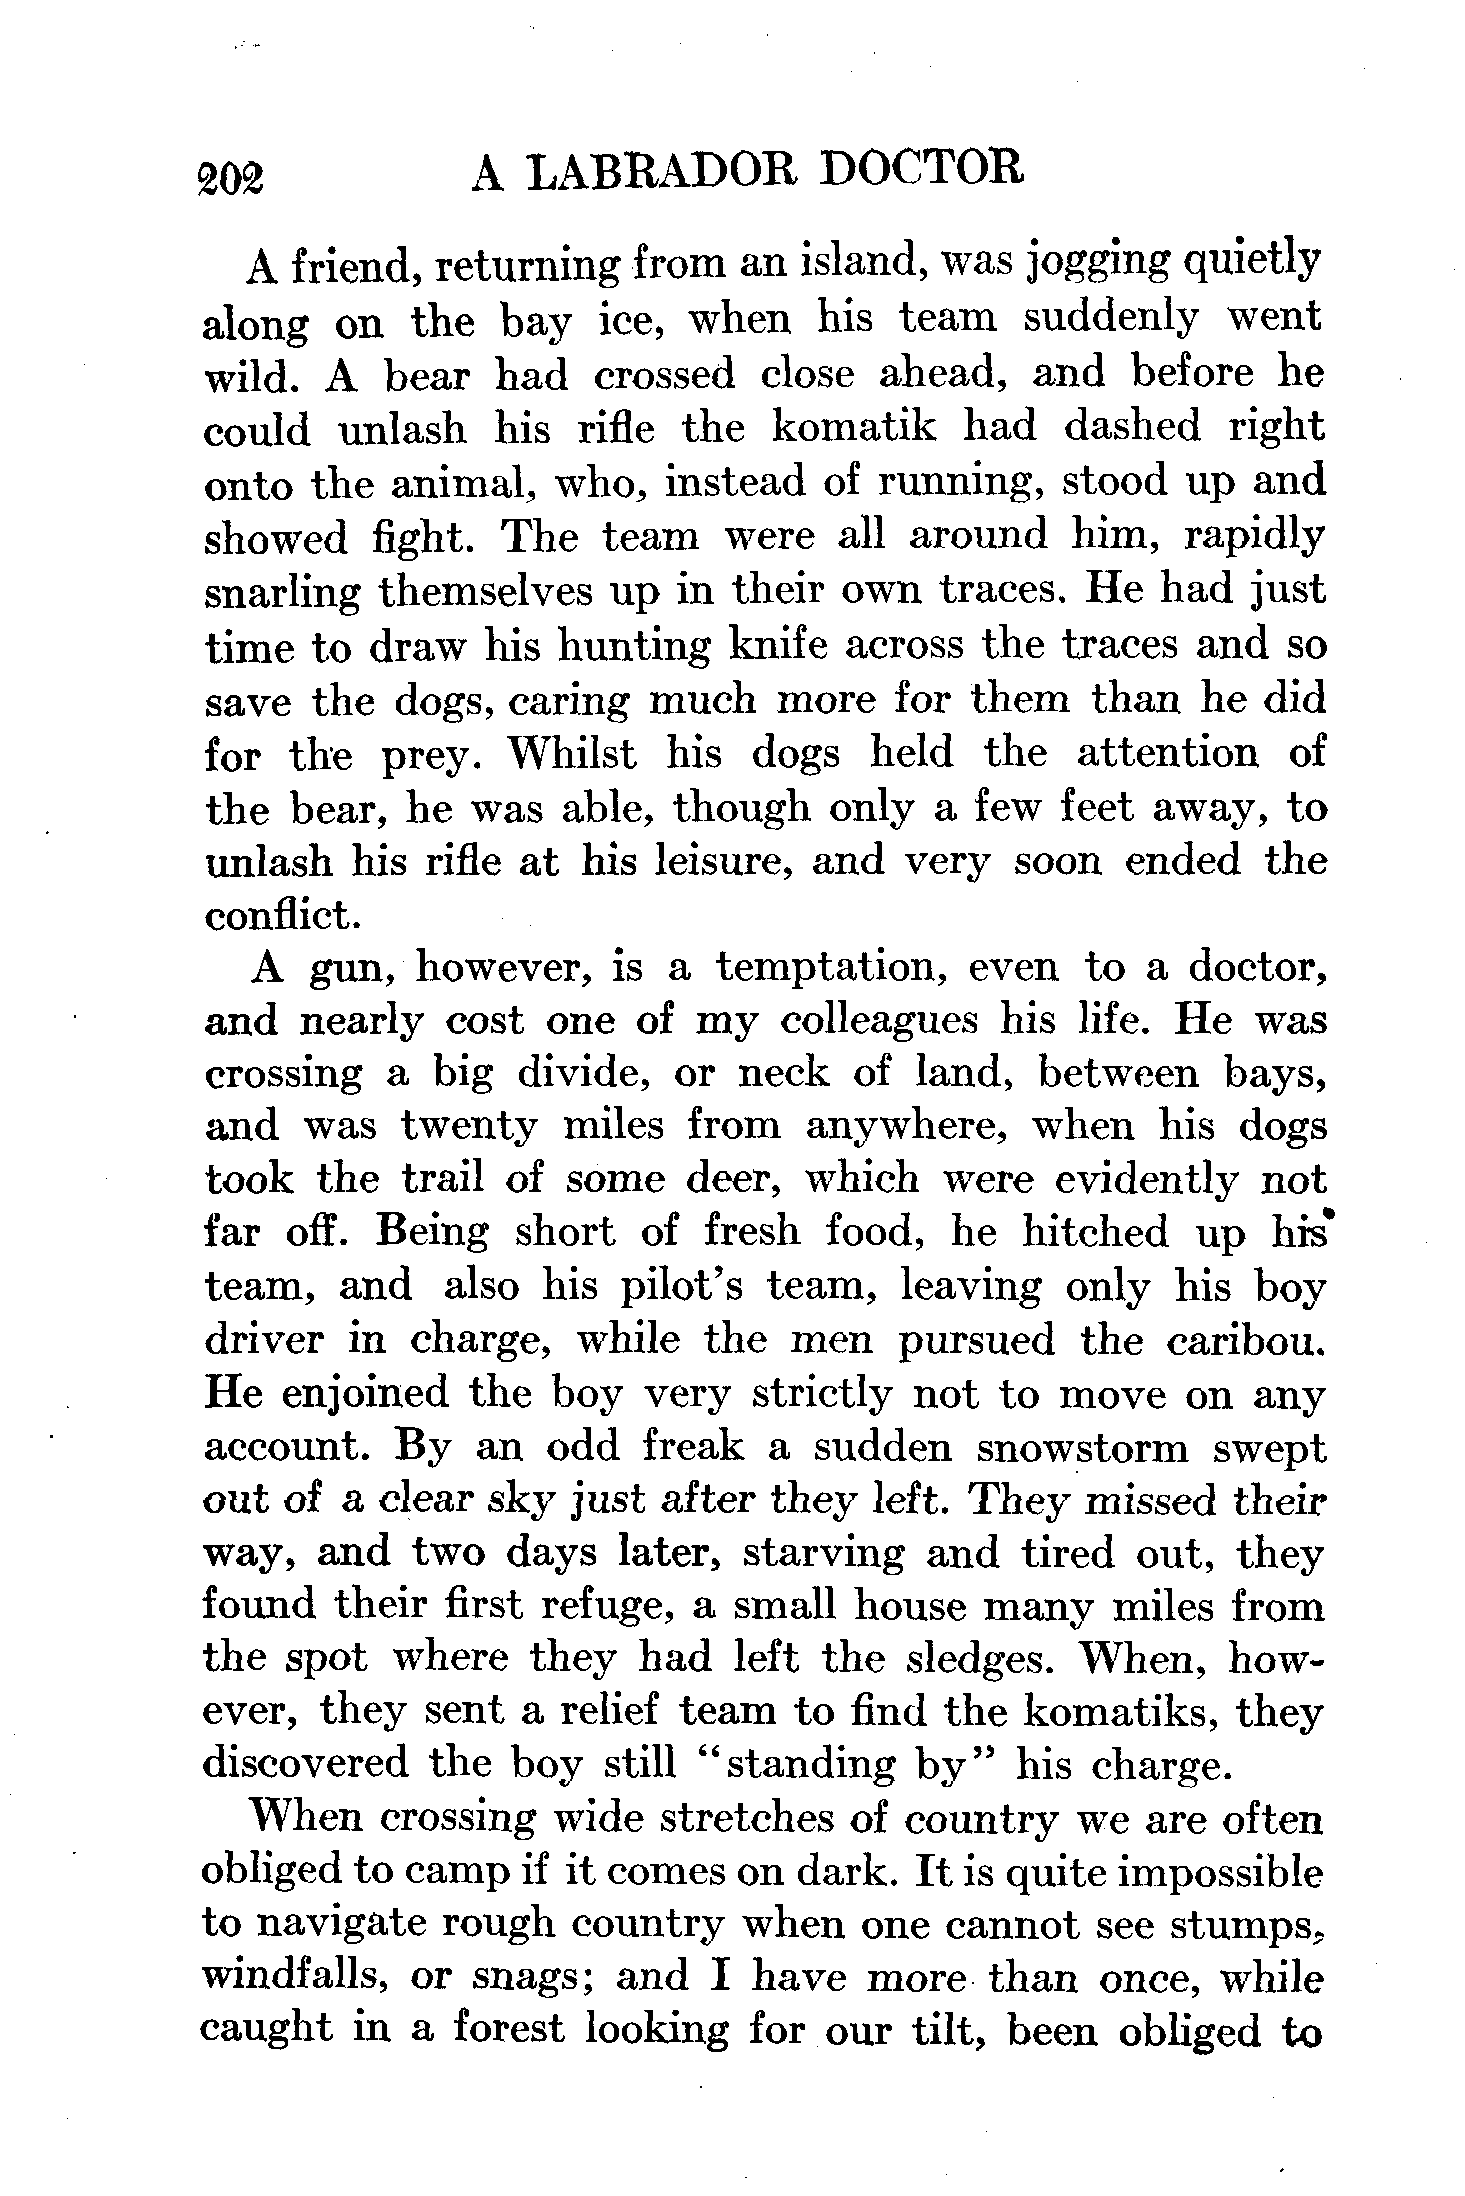 202 A LABRADOR DOCTOR
A friend, returning from an island, was jogging quietly
along on the bay ice, when his team suddenly went
wild. A bear had crossed close ahead, and before he
could unlash his rifle the komatik had dashed right
onto the animal, who, instead of running, stood up and
showed fight. The team were all around him, rapidly
snarling themselves up in their own traces. He had just
time to draw his hunting knife across the traces and so
save the dogs, caring much more for them than he did
for the prey. Whilst his dogs held the attention of
the bear, he was able, though only a few feet away, to
unlash his rifle at his leisure, and very soon ended the
conflict.
A gun, however, is a temptation, even to a doctor,
and nearly cost one of my colleagues his life. He was
crossing a big divide, or neck of land, between bays,
and was twenty miles from anywhere, when his dogs
took the trail of some deer, which were evidently not
far off. Being short of fresh food, he hitched up his
team, and also his pilot's team, leaving only his boy
driver in charge, while the men pursued the caribou.
He enjoined the boy very strictly not to move on any
account. By an odd freak a sudden snowstorm swept
out of a clear sky just after they left. They missed their
way, and two days later, starving and tired out, they
found their first refuge, a small house many miles from
the spot where they had left the sledges. When, how-
ever, they sent a relief team to find the komatiks, they
discovered the boy still "standing by" his charge.
When crossing wide stretches of country we are often
obliged to camp if it comes on dark. It is quite impossible
to navigate rough country when one cannot see stumps,
windfalls, or snags; and I have more than once, while
caught in a forest looking for our tilt, been obliged to